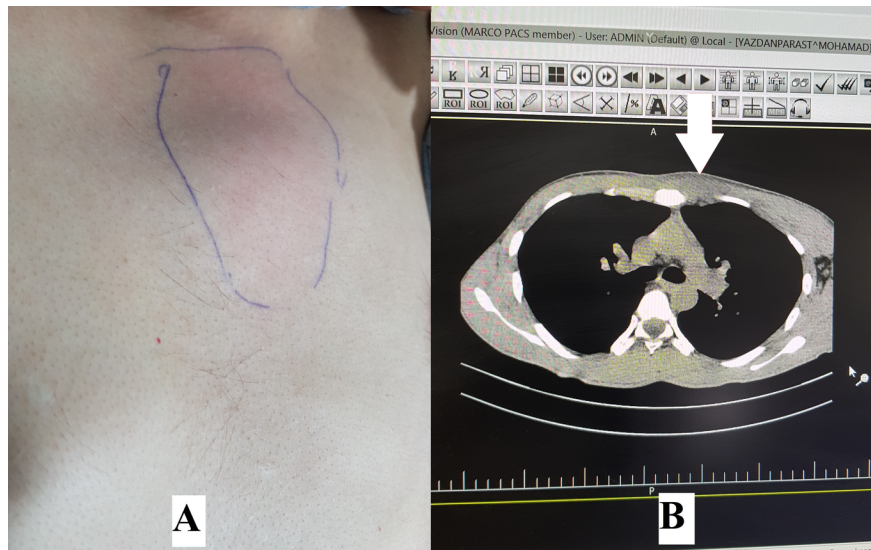 Vision (MARCO PACS member) - User: ADMIN (Default) @ Local - [YAZDANPARAST^MOHAMAD]
R R
ROI ROI ROI % A
A
P
A
B